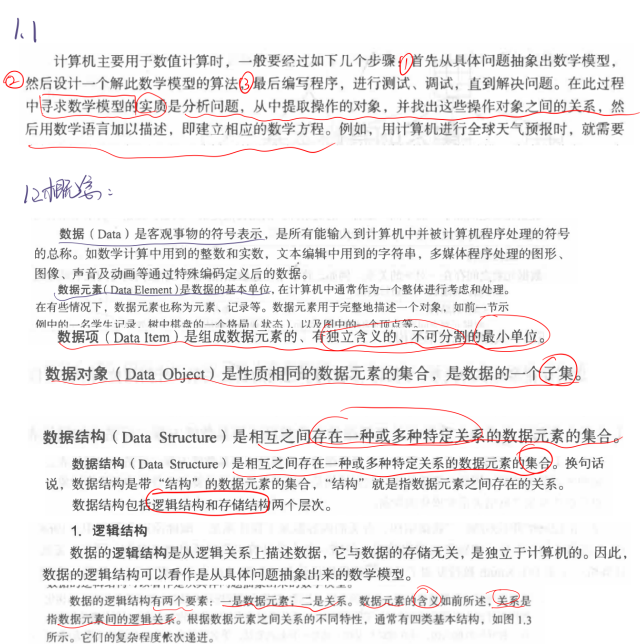 1.1
计算机主要用于数值计算时，一般要经过如下几个步骤：①首先从具体问题抽象出数学模型，
②然后设计一个解此数学模型的算法，③最后编写程序，进行测试、调试，直到解决问题。在此过程
中寻求数学模型的实质是分析问题，从中提取操作的对象，并找出这些操作对象之间的关系，然
后用数学语言加以描述，即建立相应的数学方程。例如，用计算机进行全球天气预报时，就需要
1.2 概念：
数据（Data）是客观事物的符号表示，是所有能输入到计算机中并被计算机程序处理的符号
的总称。如数学计算中用到的整数和实数，文本编辑中用到的字符串，多媒体程序处理的图形、
图像、声音及动画等通过特殊编码定义后的数据。
数据元素（Data Element）是数据的基本单位，在计算机中通常作为一个整体进行考虑和处理。
在有些情况下，数据元素也称为元素、记录等。数据元素用于完整地描述一个对象，如前一节示
例中的一名学生记录、树中棋盘的一个格局（状态），以及图中的一个顶点等。
数据项（Data Item）是组成数据元素的、有独立含义的、不可分割的最小单位。
数据对象（Data Object）是性质相同的数据元素的集合，是数据的一个子集。
数据结构（Data Structure）是相互之间存在一种或多种特定关系的数据元素的集合。
数据结构（Data Structure）是相互之间存在一种或多种特定关系的数据元素的集合。换句话
说，数据结构是带“结构”的数据元素的集合，“结构”就是指数据元素之间存在的关系。
数据结构包括逻辑结构和存储结构两个层次。
1. 逻辑结构
数据的逻辑结构是从逻辑关系上描述数据，它与数据的存储无关，是独立于计算机的。因此，
数据的逻辑结构可以看作是从具体问题抽象出来的数学模型。
数据的逻辑结构有两个要素：一是数据元素；二是关系。数据元素的含义如前所述，关系是
指数据元素间的逻辑关系。根据数据元素之间关系的不同特性，通常有四类基本结构，如图 1.3
所示。它们的复杂程度依次递进。